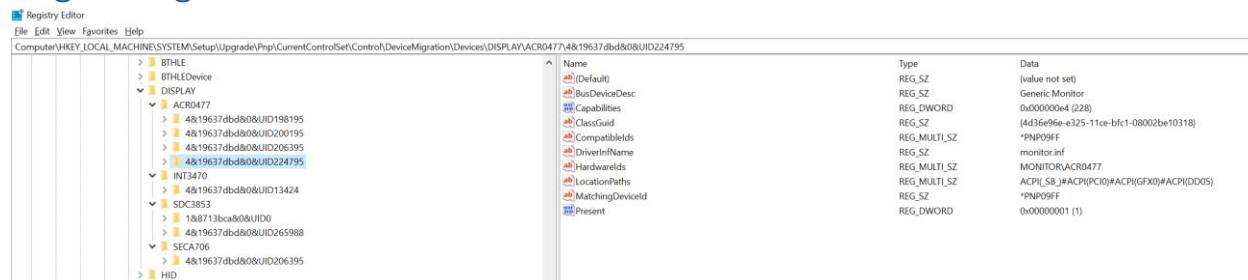 Registry Editor
File Edit View Favorites Help
Computer\HKEY_LOCAL_MACHINE\SYSTEM\Setup\Upgrade\Pnp\CurrentControlSet\Control\DeviceMigration\Devices\DISPLAY\ACR0477\4&19637dbd&0&UID224795
BTHLE
BTHLEDevice
DISPLAY
ACR0477
4&19637dbd&0&UID198195
4&19637dbd&0&UID200195
4&19637dbd&0&UID206395
4&19637dbd&0&UID224795
INT3470
4&19637dbd&0&UID13424
SDC3853
1&8713bca&0&UID0
4&19637dbd&0&UID265988
SECA706
4&19637dbd&0&UID206395
HID
Name Type Data
(Default) REG_SZ (value not set)
BusDeviceDesc REG_SZ Generic Monitor
Capabilities REG_DWORD 0x000000e4 (228)
ClassGuid REG_SZ {4d36e96e-e325-11ce-bfc1-08002be10318}
CompatibleIds REG_MULTI_SZ *PNP09FF
DriverInfName REG_SZ monitor.inf
HardwareIds REG_MULTI_SZ MONITOR\ACR0477
LocationPaths REG_MULTI_SZ ACPI(_SB_)#ACPI(PCI0)#ACPI(GFX0)#ACPI(DD05)
MatchingDeviceId REG_SZ *PNP09FF
Present REG_DWORD 0x00000001 (1)